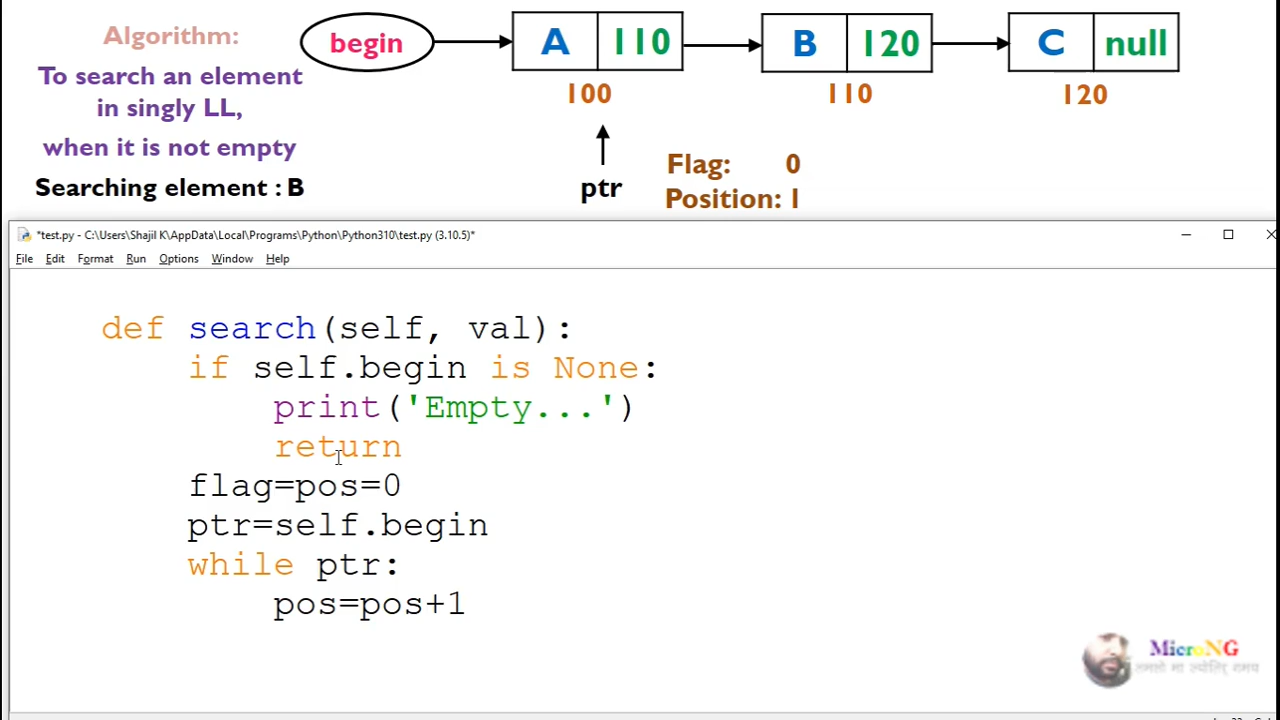 Algorithm:
To search an element
in singly LL,
when it is not empty
Searching element : B
begin
A 110
100
B 120
110
C null
120
ptr
Flag: 0
Position: 1
*test.py - C:\Users\Shajil K\AppData\Local\Programs\Python\Python310\test.py (3.10.5)*
File Edit Format Run Options Window Help
def search(self, val):
if self.begin is None:
print('Empty...')
return
flag=pos=0
ptr=self.begin
while ptr:
pos=pos+1
MicroNG
तमसो मा ज्योतिर् गमय